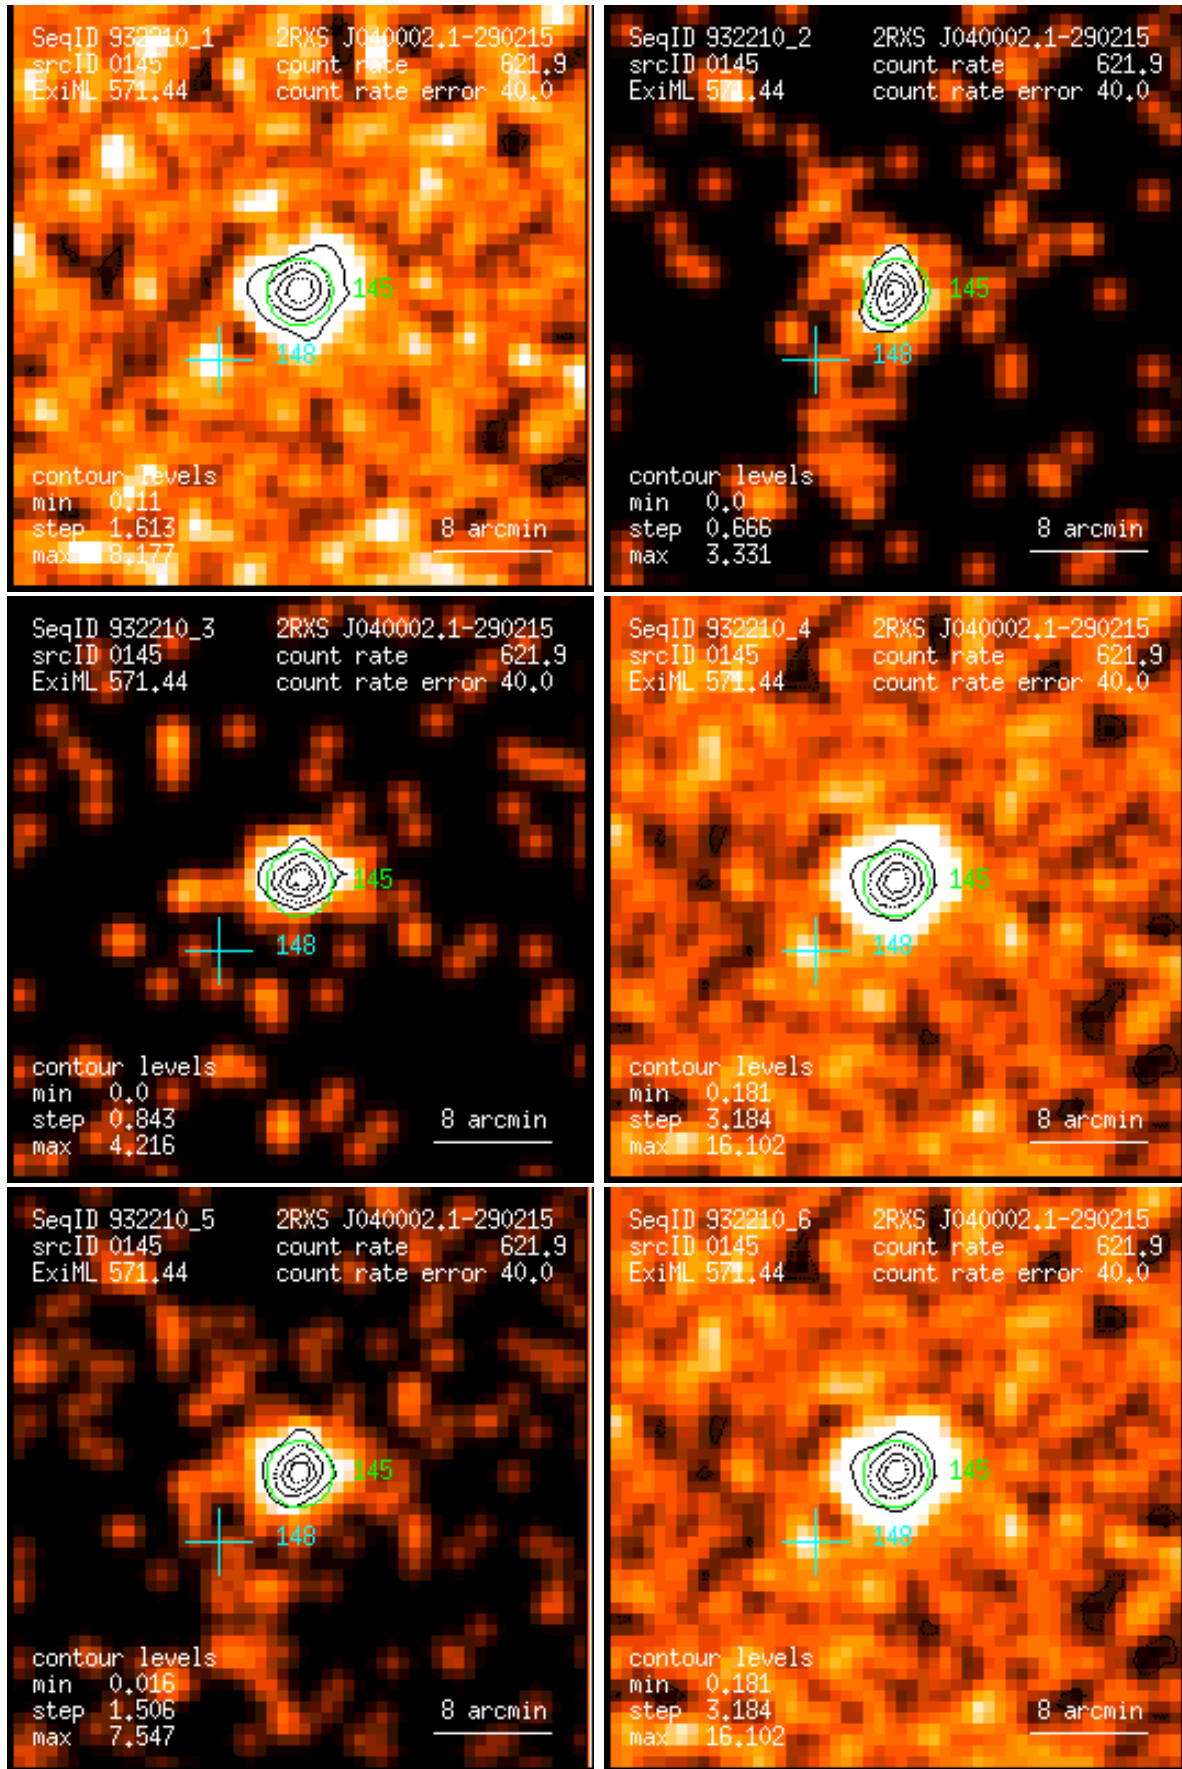 SeqID 932210_1 2RXS J040002.1-290215
srcID 0145 count rate 621.9
ExiML 571.44 count rate error 40.0
145
148
contour levels
min 0.11
step 1.613 8 arcmin
max 8.177
SeqID 932210_2 2RXS J040002.1-290215
srcID 0145 count rate 621.9
ExiML 571.44 count rate error 40.0
145
148
contour levels
min 0.0
step 0.666 8 arcmin
max 3.331
SeqID 932210_3 2RXS J040002.1-290215
srcID 0145 count rate 621.9
ExiML 571.44 count rate error 40.0
145
148
contour levels
min 0.0
step 0.843 8 arcmin
max 4.216
SeqID 932210_4 2RXS J040002.1-290215
srcID 0145 count rate 621.9
ExiML 571.44 count rate error 40.0
145
148
contour levels
min 0.181
step 3.184 8 arcmin
max 16.102
SeqID 932210_5 2RXS J040002.1-290215
srcID 0145 count rate 621.9
ExiML 571.44 count rate error 40.0
145
148
contour levels
min 0.016
step 1.506 8 arcmin
max 7.547
SeqID 932210_6 2RXS J040002.1-290215
srcID 0145 count rate 621.9
ExiML 571.44 count rate error 40.0
145
148
contour levels
min 0.181
step 3.184 8 arcmin
max 16.102